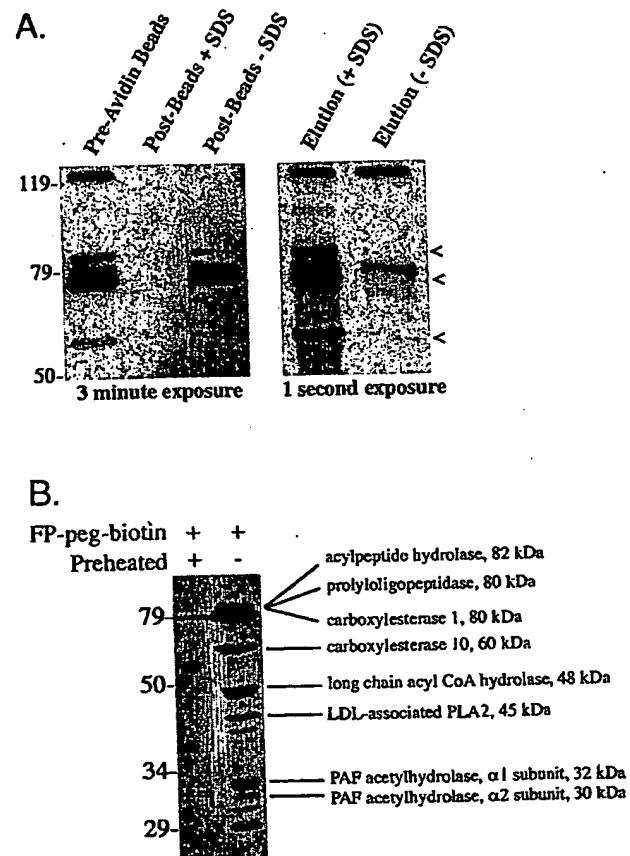 A.
Pre-Avidin Beads
Post-Beads + SDS
Post-Beads - SDS
Elution (+ SDS)
Elution (- SDS)
119-
79-
50-
<
<
<
3 minute exposure
1 second exposure
B.
FP-peg-biotin + +
Preheated + -
79-
50-
34-
29-
acylpeptide hydrolase, 82 kDa
prolyloligopeptidase, 80 kDa
carboxylesterase 1, 80 kDa
carboxylesterase 10, 60 kDa
long chain acyl CoA hydrolase, 48 kDa
LDL-associated PLA2, 45 kDa
PAF acetylhydrolase, α1 subunit, 32 kDa
PAF acetylhydrolase, α2 subunit, 30 kDa